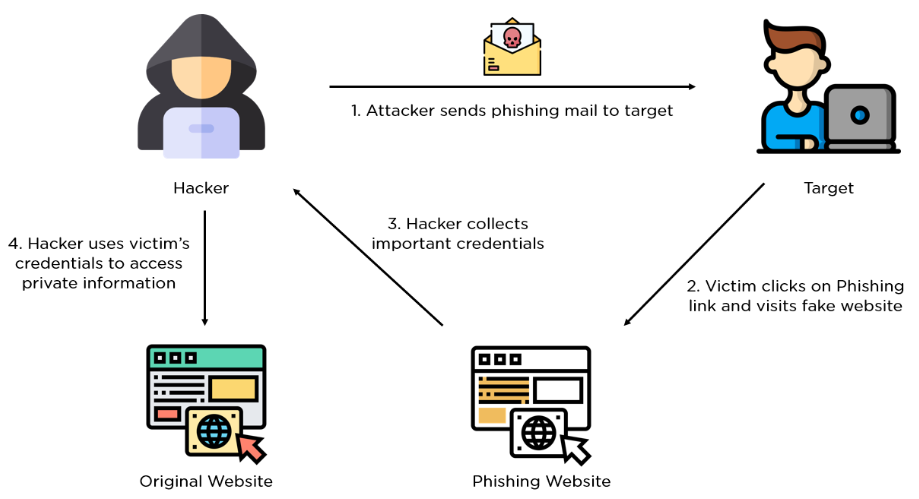 1. Attacker sends phishing mail to target
Hacker
Target
3. Hacker collects
important credentials
4. Hacker uses victim's
credentials to access
private information
2. Victim clicks on Phishing
link and visits fake website
Original Website
Phishing Website